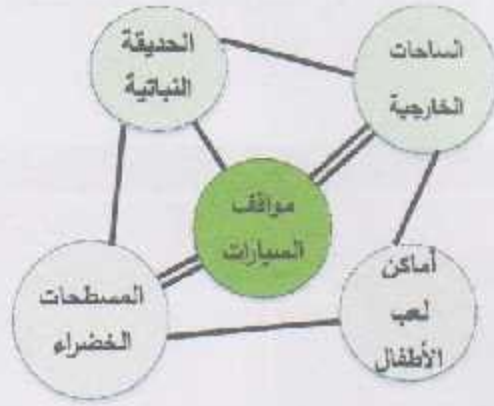 الحديقة
النباتية
الساحات
الخارجية
مواقف
السيارات
المسطحات
الخضراء
أماكن
لعب
الأطفال